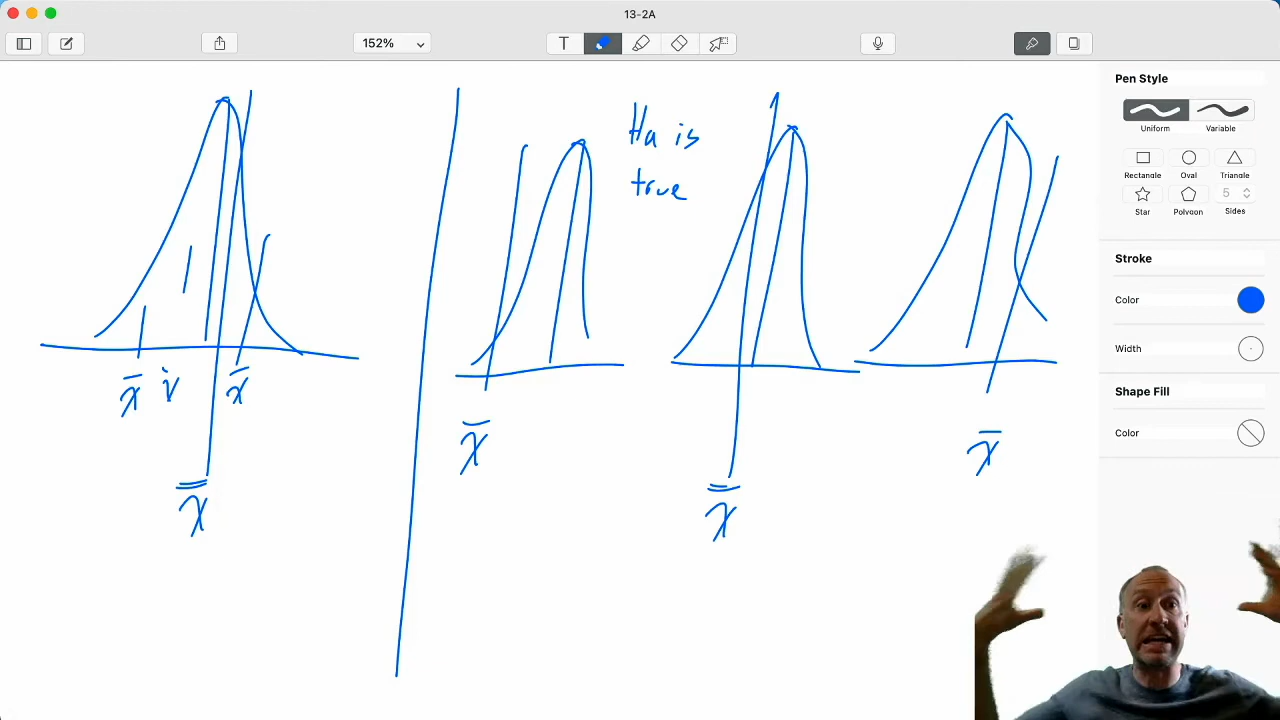 13-2A
152%
T
Pen Style
Uniform
Variable
Rectangle
Oval
Triangle
Star
Polygon
5
Sides
Stroke
Color
Width
Shape Fill
Color
Ha is
true
x̄
x̄
x̿
x̄
x̿
x̄